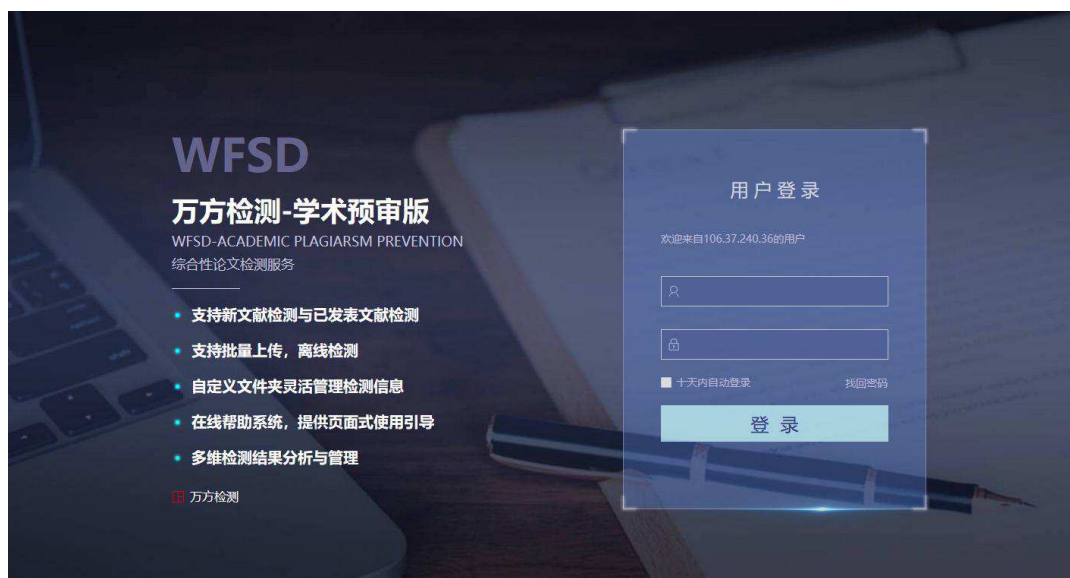 WFSD
万方检测-学术预审版
WFSD-ACADEMIC PLAGIARSM PREVENTION
综合性论文检测服务
支持新文献检测与已发表文献检测
支持批量上传，离线检测
自定义文件夹灵活管理检测信息
在线帮助系统，提供页面式使用引导
多维检测结果分析与管理
万方检测
用户登录
欢迎来自106.37.240.36的用户
十天内自动登录 找回密码
登录